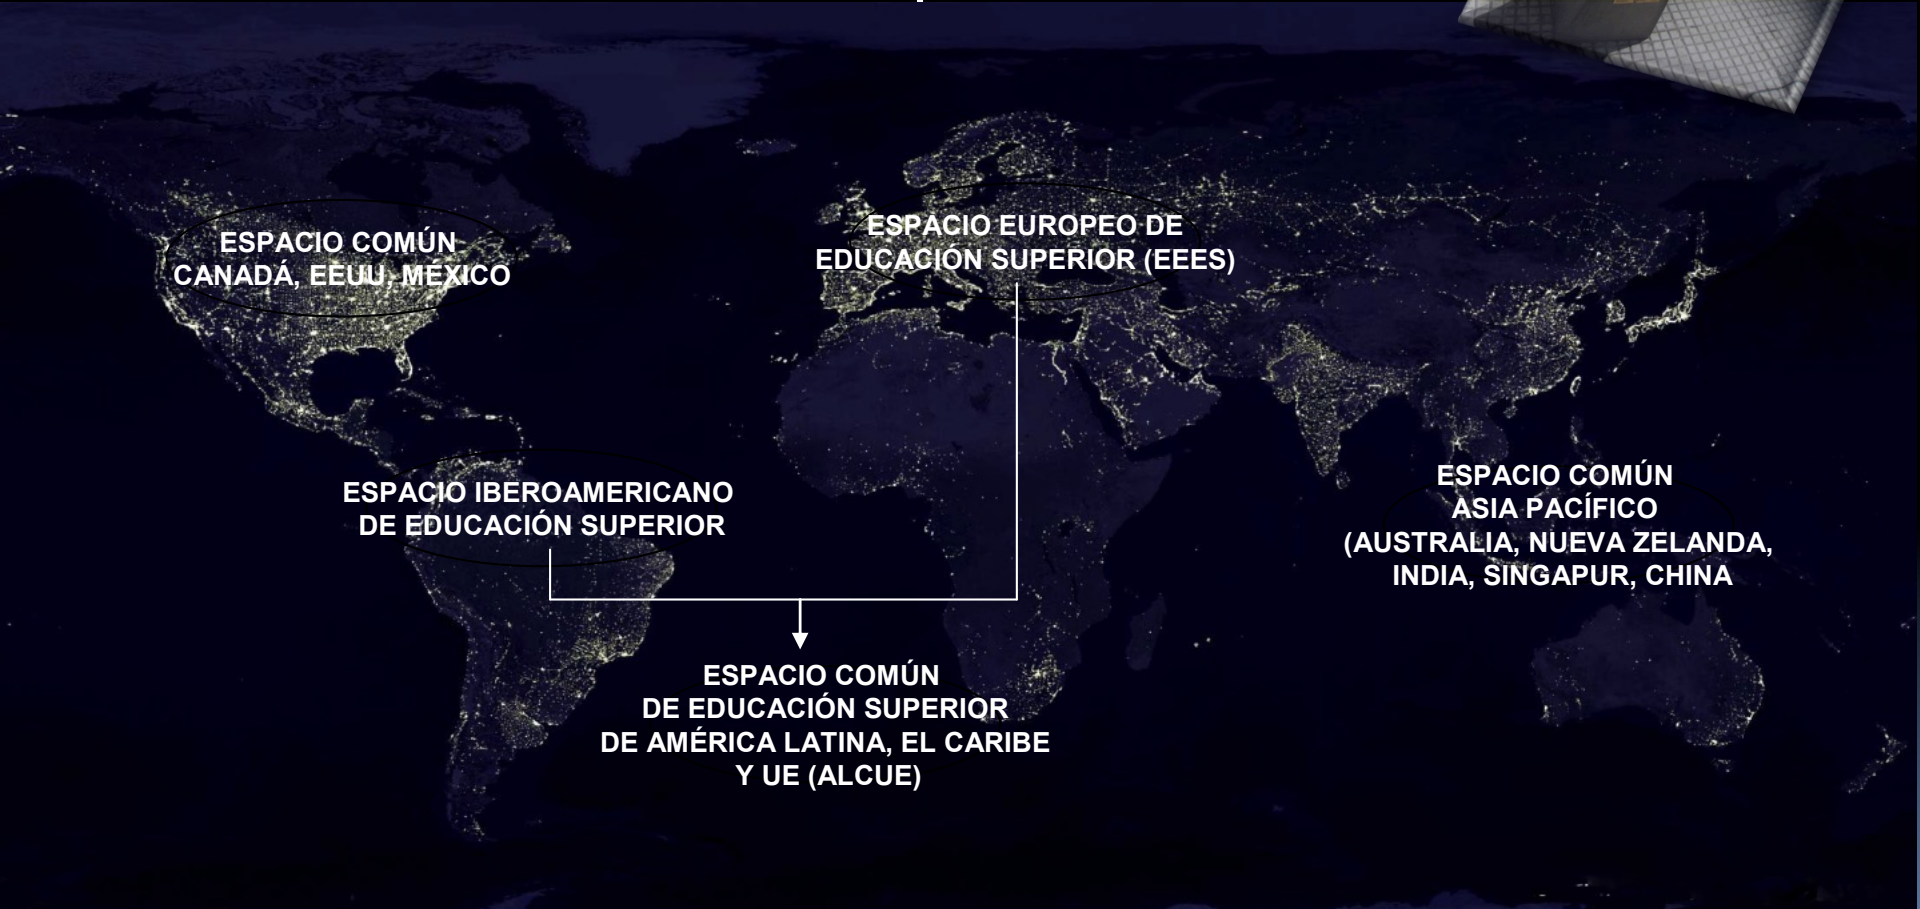 ESPACIO COMÚN
CANADÁ, EEUU, MÉXICO
ESPACIO EUROPEO DE
EDUCACIÓN SUPERIOR (EEES)
ESPACIO IBEROAMERICANO
DE EDUCACIÓN SUPERIOR
ESPACIO COMÚN
ASIA PACÍFICO
(AUSTRALIA, NUEVA ZELANDA,
INDIA, SINGAPUR, CHINA
ESPACIO COMÚN
DE EDUCACIÓN SUPERIOR
DE AMÉRICA LATINA, EL CARIBE
Y UE (ALCUE)